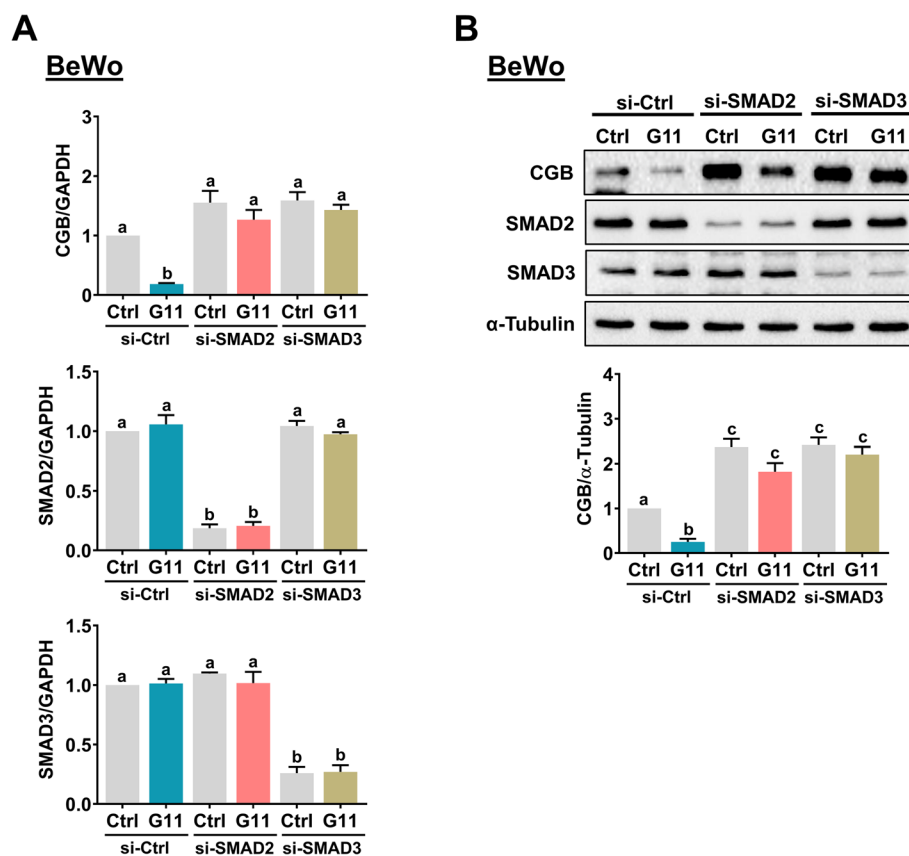 A
BeWo
CGB/GAPDH
3
2
1
0
a
b
a
a
a
a
Ctrl G11 Ctrl G11 Ctrl G11
si-Ctrl si-SMAD2 si-SMAD3
SMAD2/GAPDH
1.5
1.0
0.5
0.0
a
a
b
b
a
a
Ctrl G11 Ctrl G11 Ctrl G11
si-Ctrl si-SMAD2 si-SMAD3
SMAD3/GAPDH
1.5
1.0
0.5
0.0
a
a
a
a
b
b
Ctrl G11 Ctrl G11 Ctrl G11
si-Ctrl si-SMAD2 si-SMAD3
B
BeWo
si-Ctrl si-SMAD2 si-SMAD3
Ctrl G11 Ctrl G11 Ctrl G11
CGB
SMAD2
SMAD3
α-Tubulin
CGB/α-Tubulin
4
3
2
1
0
a
b
c
c
c
c
Ctrl G11 Ctrl G11 Ctrl G11
si-Ctrl si-SMAD2 si-SMAD3